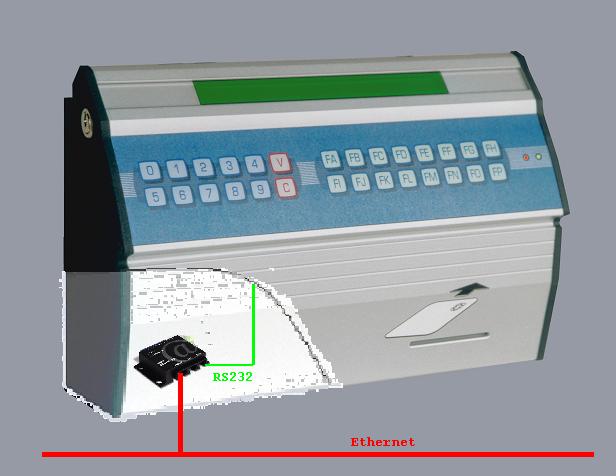 0 1 2 3 4 V FA FB FC FD FE FF FG FH
5 6 7 8 9 C FI FJ FK FL FM FN FO FP
@
RS232
Ethernet